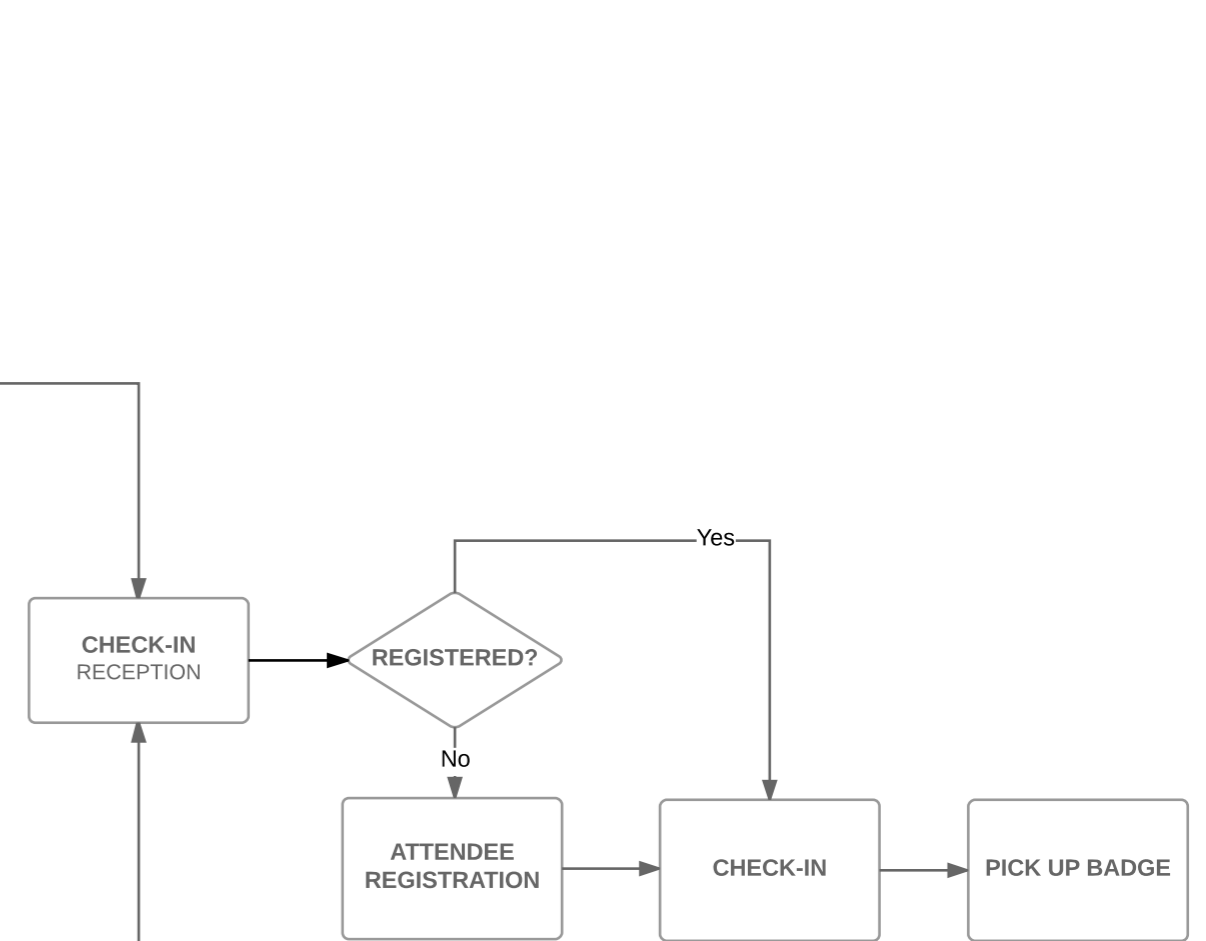 Yes
CHECK-IN
RECEPTION
REGISTERED?
No
ATTENDEE
REGISTRATION
CHECK-IN
PICK UP BADGE